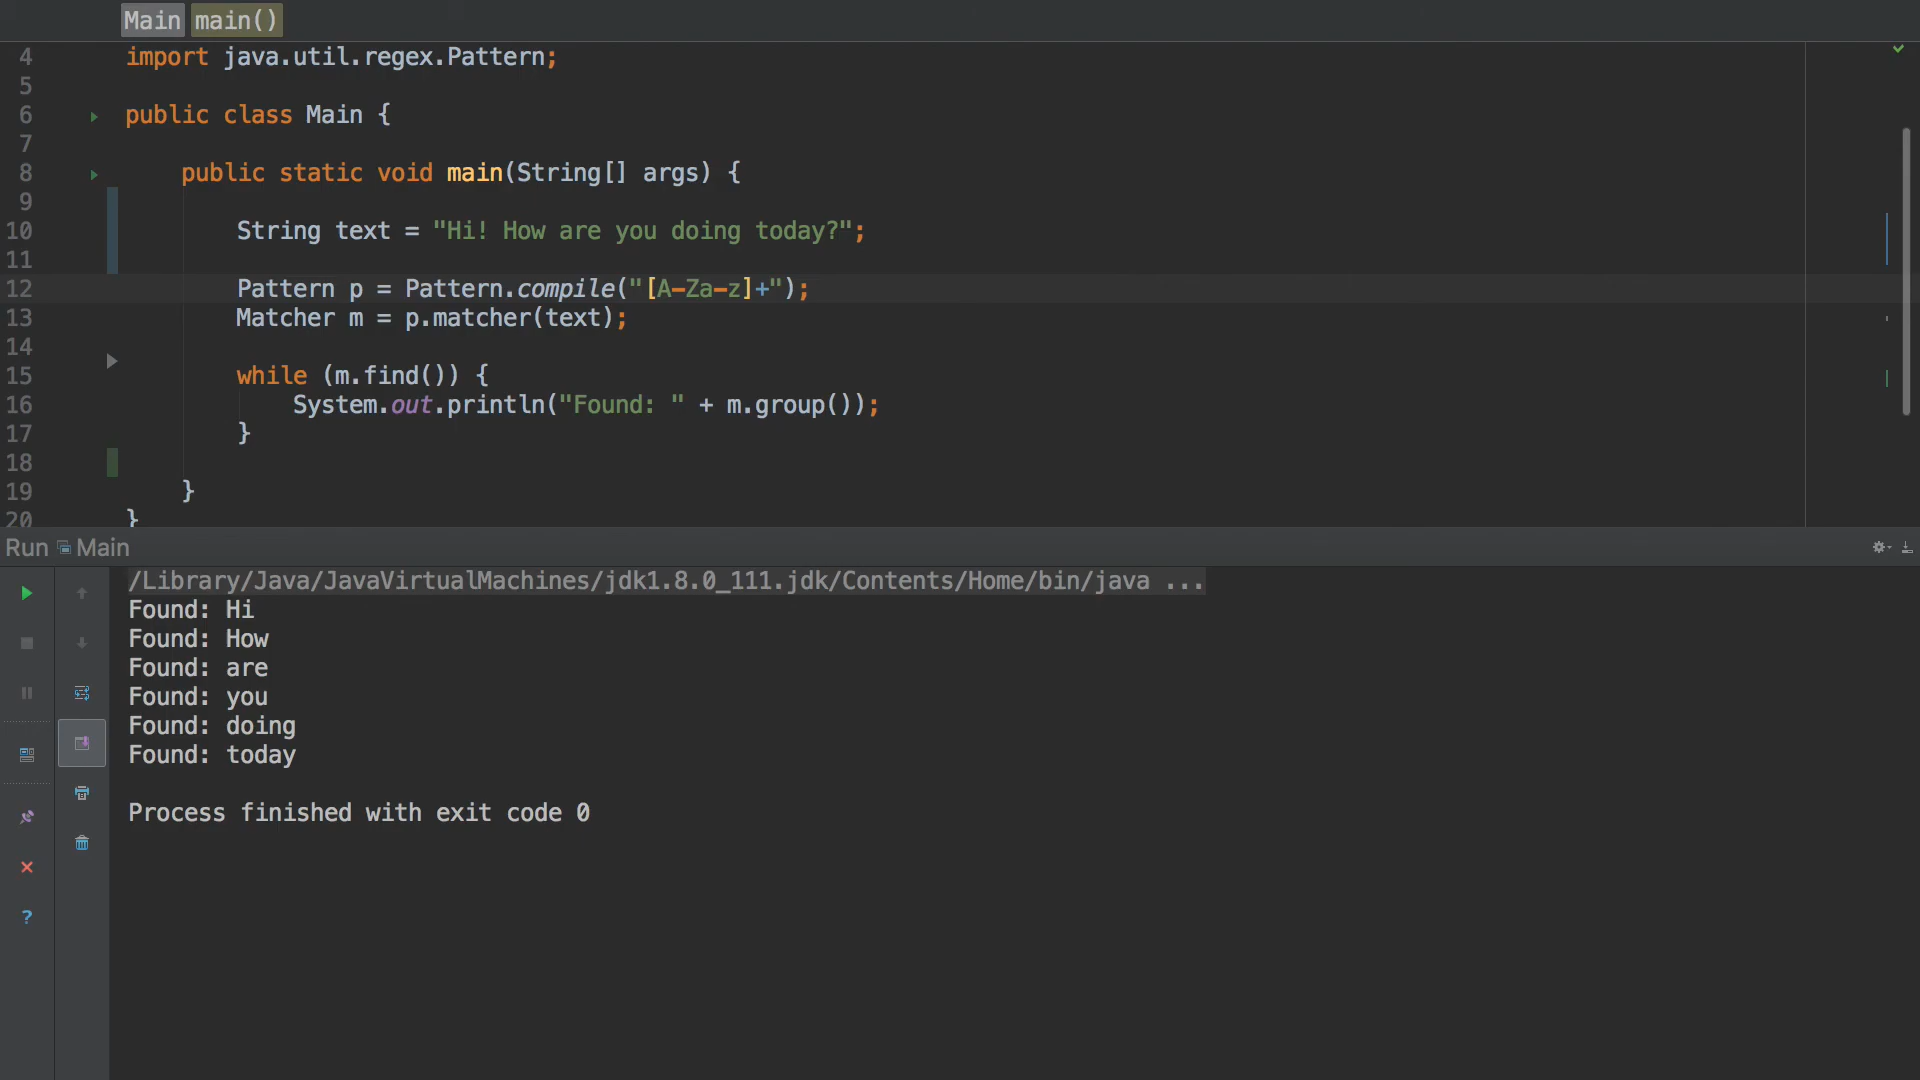 Main main()
4 import java.util.regex.Pattern;
5
6 public class Main {
7
8 public static void main(String[] args) {
9
10 String text = "Hi! How are you doing today?";
11
12 Pattern p = Pattern.compile("[A-Za-z]+");
13 Matcher m = p.matcher(text);
14
15 while (m.find()) {
16 System.out.println("Found: " + m.group());
17 }
18
19 }
20 }
Run Main
/Library/Java/JavaVirtualMachines/jdk1.8.0_111.jdk/Contents/Home/bin/java ...
Found: Hi
Found: How
Found: are
Found: you
Found: doing
Found: today
Process finished with exit code 0